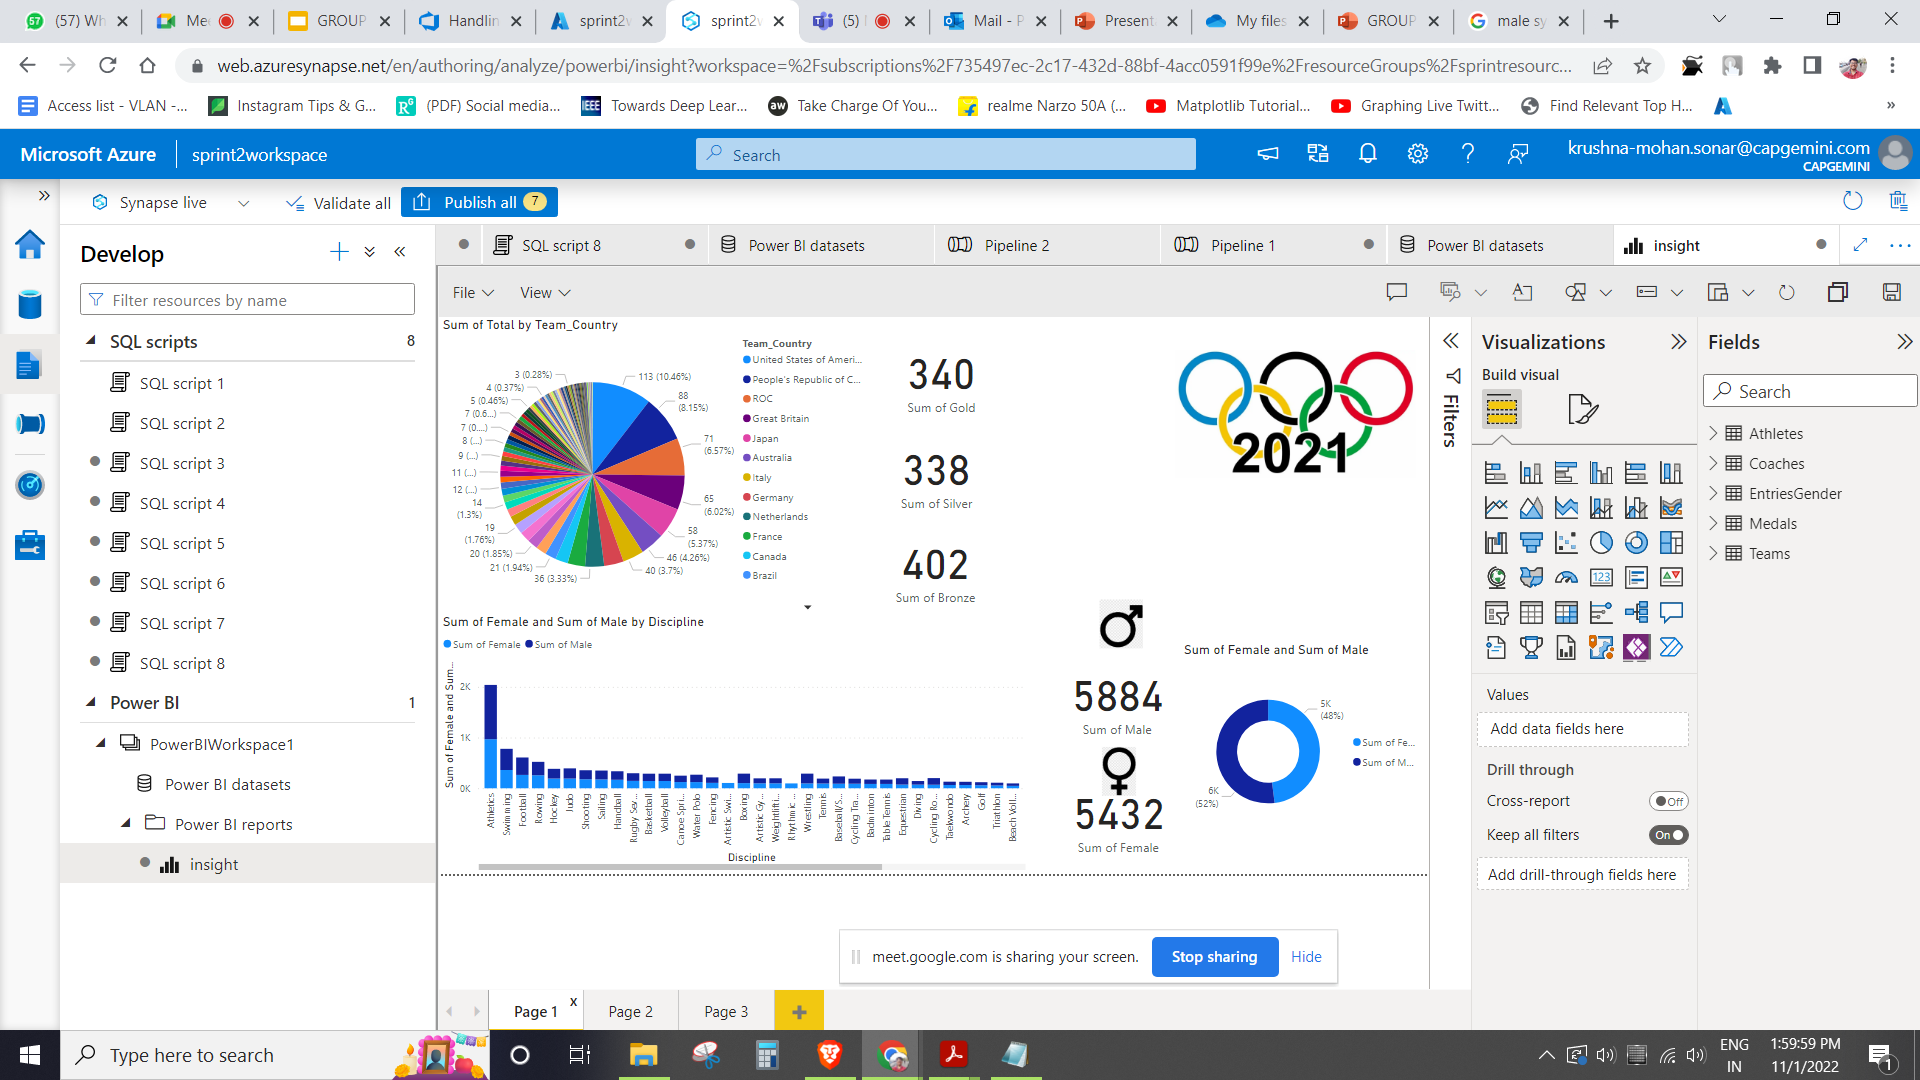 (57) Wh
Mee
GROUP
Handlin
sprint2w
sprint2w
(5)
Mail - P
Present
My files
GROUP
male sy
web.azuresynapse.net/en/authoring/analyze/powerbi/insight?workspace=%2Fsubscriptions%2F735497ec-2c17-432d-88bf-4acc0591f99e%2FresourceGroups%2Fsprintresourc...
Access list - VLAN -...
Instagram Tips & G...
(PDF) Social media...
Towards Deep Lear...
Take Charge Of You...
realme Narzo 50A (...
Matplotlib Tutorial...
Graphing Live Twitt...
Find Relevant Top H...
Microsoft Azure
sprint2workspace
Search
krushna-mohan.sonar@capgemini.com
CAPGEMINI
Synapse live
Validate all
Publish all 7
Develop
Filter resources by name
SQL scripts 8
SQL script 1
SQL script 2
SQL script 3
SQL script 4
SQL script 5
SQL script 6
SQL script 7
SQL script 8
Power BI 1
PowerBIWorkspace1
Power BI datasets
Power BI reports
insight
SQL script 8
Power BI datasets
Pipeline 2
Pipeline 1
Power BI datasets
insight
File
View
Sum of Total by Team_Country
113 (10.46%)
88
(8.15%)
71
(6.57%)
65
(6.02%)
58
(5.37%)
46 (4.26%)
40 (3.7%)
36 (3.33%)
21 (1.94%)
20 (1.85%)
19
(1.76%)
14
(1.3%)
12 (...)
11 (...)
9 (...)
8 (...)
7 (0....)
7 (0.6...)
5 (0.46%)
4 (0.37%)
3 (0.28%)
Team_Country
United States of Ameri...
People's Republic of C...
ROC
Great Britain
Japan
Australia
Italy
Germany
Netherlands
France
Canada
Brazil
340
Sum of Gold
338
Sum of Silver
402
Sum of Bronze
2021
Sum of Female and Sum of Male by Discipline
Sum of Female
Sum of Male
Sum of Female and Sum...
2K
1K
0K
Athletics
Swimming
Football
Rowing
Hockey
Judo
Shooting
Sailing
Handball
Rugby Sev...
Basketball
Volleyball
Canoe Spri...
Water Polo
Fencing
Artistic Swi...
Boxing
Artistic Gy...
Weightlifti...
Rhythmic ...
Wrestling
Tennis
Baseball/S...
Cycling Tra...
Badminton
Table Tennis
Equestrian
Diving
Cycling Ro...
Taekwondo
Archery
Golf
Triathlon
Beach Voll...
Discipline
5884
Sum of Male
5432
Sum of Female
Sum of Female and Sum of Male
5K
(48%)
6K
(52%)
Sum of Fe...
Sum of M...
Filters
Visualizations
Build visual
Values
Add data fields here
Drill through
Cross-report
Off
Keep all filters
On
Add drill-through fields here
Fields
Search
Athletes
Coaches
EntriesGender
Medals
Teams
meet.google.com is sharing your screen.
Stop sharing
Hide
Page 1 x
Page 2
Page 3
Type here to search
ENG
IN
1:59:59 PM
11/1/2022
1